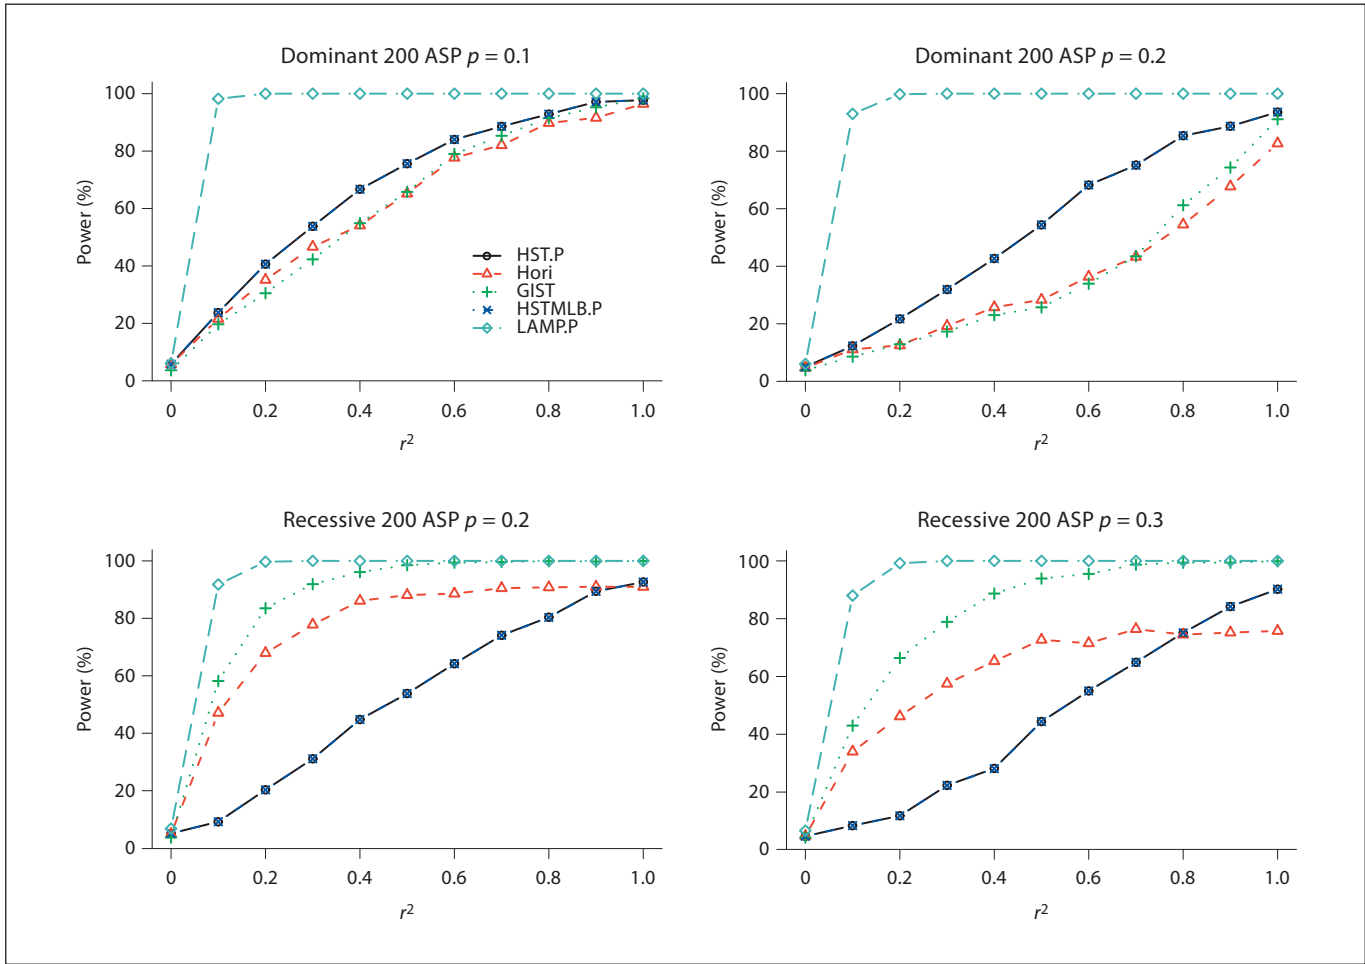 Dominant 200 ASP p = 0.1
100
80
60
40
20
0
Power (%)
HST.P
Hori
GIST
HSTMLB.P
LAMP.P
0 0.2 0.4 0.6 0.8 1.0
r²
Dominant 200 ASP p = 0.2
100
80
60
40
20
0
Power (%)
0 0.2 0.4 0.6 0.8 1.0
r²
Recessive 200 ASP p = 0.2
100
80
60
40
20
0
Power (%)
0 0.2 0.4 0.6 0.8 1.0
r²
Recessive 200 ASP p = 0.3
100
80
60
40
20
0
Power (%)
0 0.2 0.4 0.6 0.8 1.0
r²